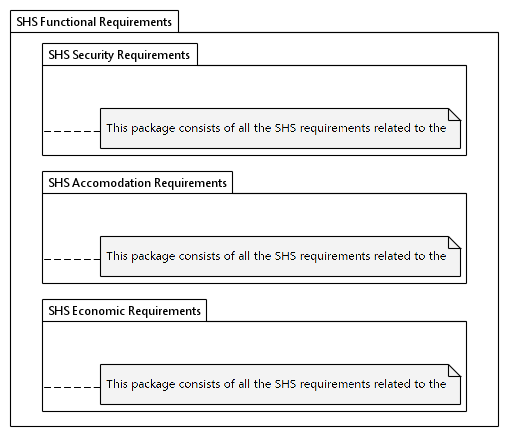 SHS Functional Requirements
SHS Security Requirements
This package consists of all the SHS requirements related to the
SHS Accomodation Requirements
This package consists of all the SHS requirements related to the
SHS Economic Requirements
This package consists of all the SHS requirements related to the